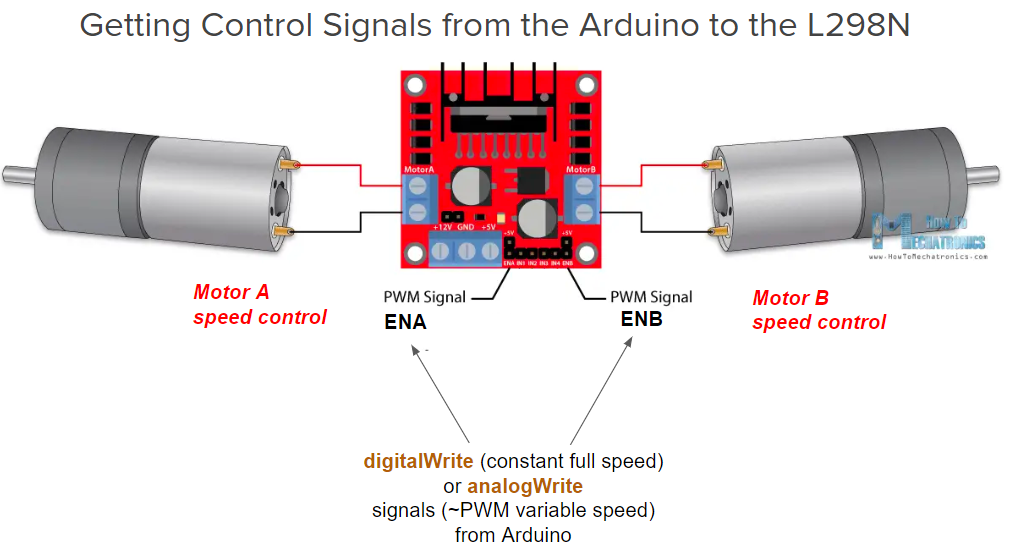 Getting Control Signals from the Arduino to the L298N
MotorA
MotorB
+12V GND +5V
+5V
+5V
ENA IN1 IN2 IN3 IN4 ENB
How To
Mechatronics
www.HowToMechatronics.com
PWM Signal
ENA
PWM Signal
ENB
Motor A
speed control
Motor B
speed control
digitalWrite (constant full speed)
or analogWrite
signals (~PWM variable speed)
from Arduino